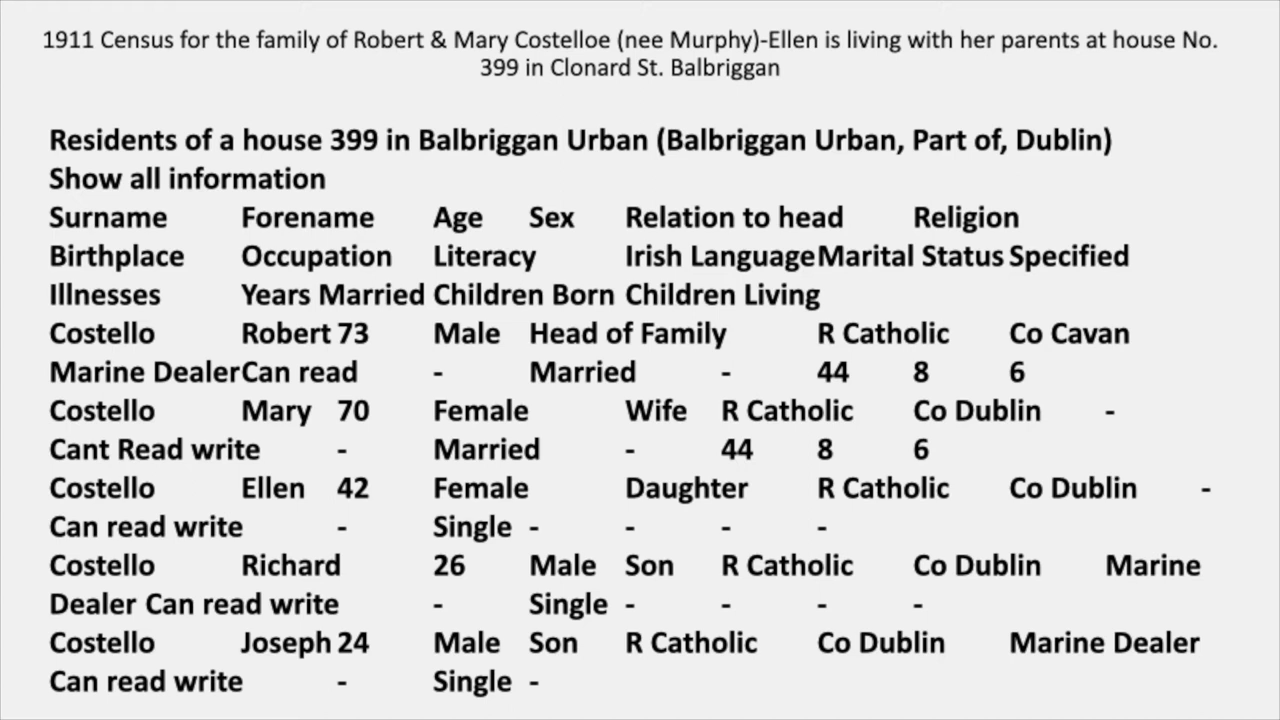 1911 Census for the family of Robert & Mary Costelloe (nee Murphy)-Ellen is living with her parents at house No.
399 in Clonard St. Balbriggan
Residents of a house 399 in Balbriggan Urban (Balbriggan Urban, Part of, Dublin)
Show all information
Surname Forename Age Sex Relation to head Religion
Birthplace Occupation Literacy Irish Language Marital Status Specified
Illnesses Years Married Children Born Children Living
Costello Robert 73 Male Head of Family R Catholic Co Cavan
Marine Dealer Can read - Married - 44 8 6
Costello Mary 70 Female Wife R Catholic Co Dublin -
Cant Read write - Married - 44 8 6
Costello Ellen 42 Female Daughter R Catholic Co Dublin -
Can read write - Single - - - -
Costello Richard 26 Male Son R Catholic Co Dublin Marine
Dealer Can read write - Single - - - -
Costello Joseph 24 Male Son R Catholic Co Dublin Marine Dealer
Can read write - Single -